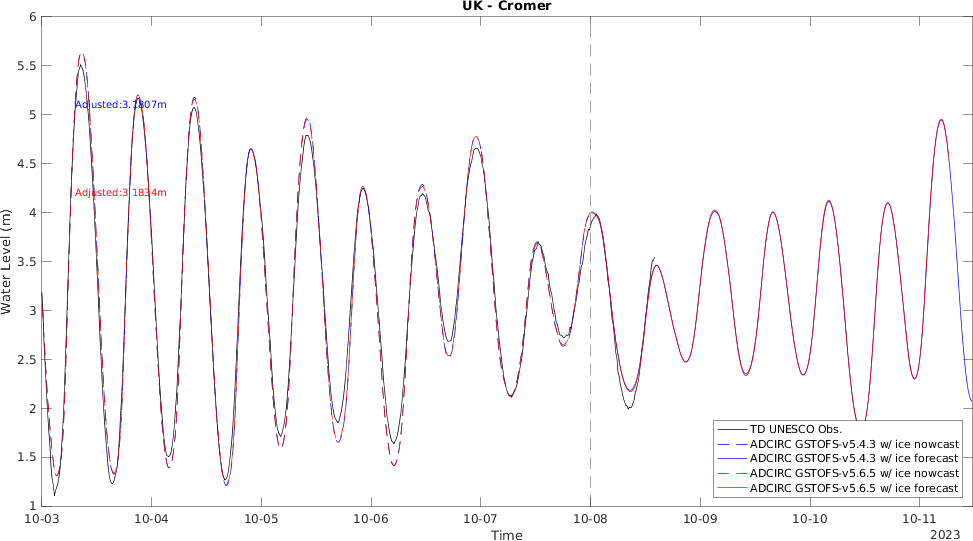 UK - Cromer
6
5.5
5
4.5
4
3.5
3
2.5
2
1.5
1
Water Level (m)
Adjusted:3.1807m
Adjusted:3.1834m
TD UNESCO Obs.
ADCIRC GSTOFS-v5.4.3 w/ ice nowcast
ADCIRC GSTOFS-v5.4.3 w/ ice forecast
ADCIRC GSTOFS-v5.6.5 w/ ice nowcast
ADCIRC GSTOFS-v5.6.5 w/ ice forecast
10-03 10-04 10-05 10-06 10-07 10-08 10-09 10-10 10-11
Time
2023